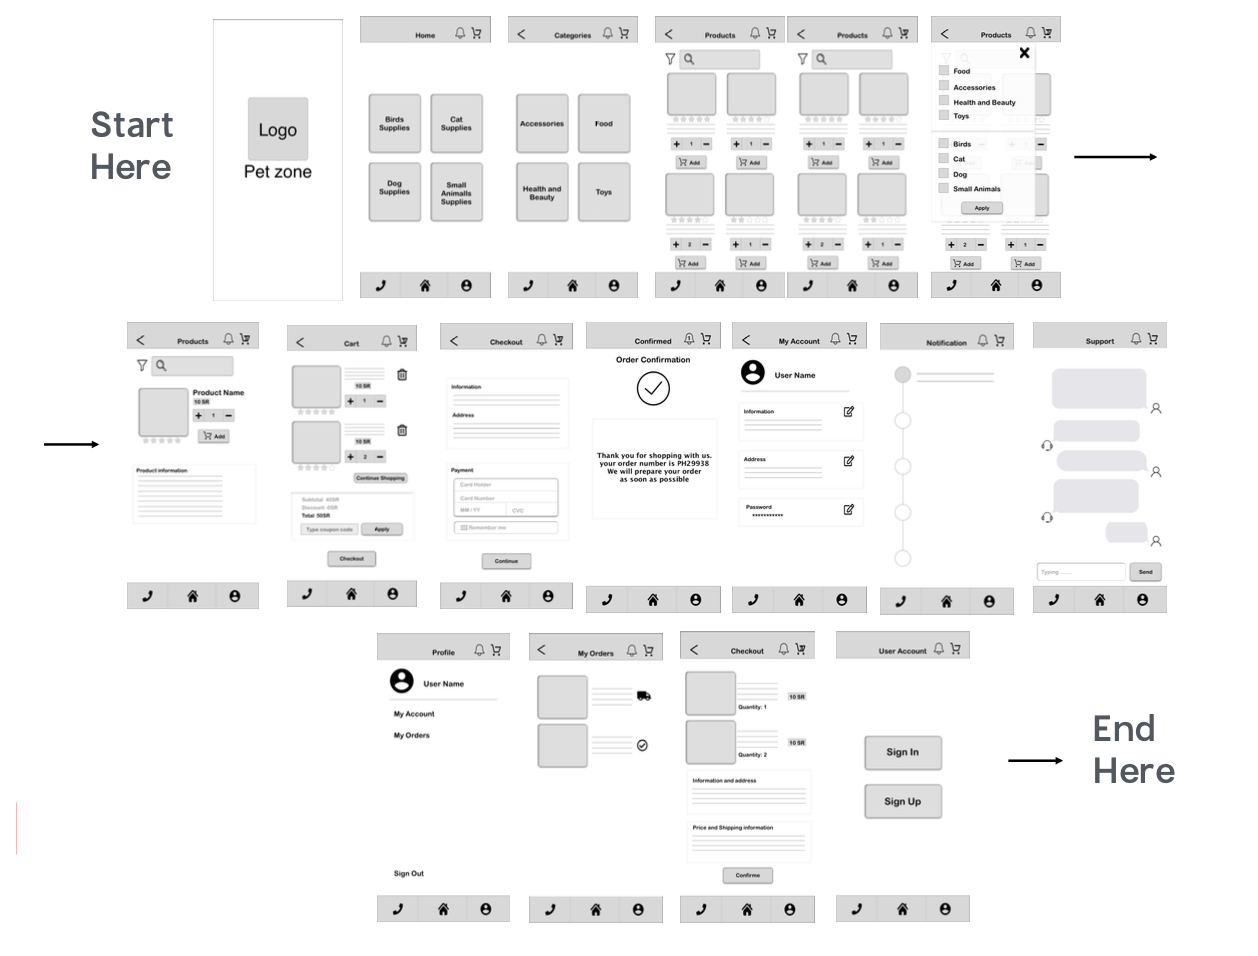 Start
Here
Logo
Pet zone
Home
Birds
Supplies
Cat
Supplies
Dog
Supplies
Small
Animalls
Supplies
Categories
Accessories
Food
Health and
Beauty
Toys
Products
1
1
Add
Add
2
1
Add
Add
Products
1
1
Add
Add
2
1
Add
Add
Products
Food
Accessories
Health and Beauty
Toys
Birds
Cat
Dog
Small Animals
Apply
2
1
Add
Add
Products
Product Name
10 SR
1
Add
Product information
Cart
10 SR
1
10 SR
2
Continue Shopping
Subtotal: 40SR
Discount: 0SR
Total 50SR
Type coupon code
Apply
Checkout
Checkout
Information
Address
Payment
Card Holder
Card Number
MM / YY
CVC
Remember me
Continue
Confirmed
1
Order Confirmation
Thank you for shopping with us.
your order number is PH29938
We will prepare your order
as soon as possible
My Account
User Name
Information
Address
Password
***********
Notification
Support
Typing ........
Send
Profile
User Name
My Account
My Orders
Sign Out
My Orders
Checkout
10 SR
Quantity: 1
10 SR
Quantity: 2
Information and address
Price and Shipping information
Confirme
User Account
Sign In
Sign Up
End
Here